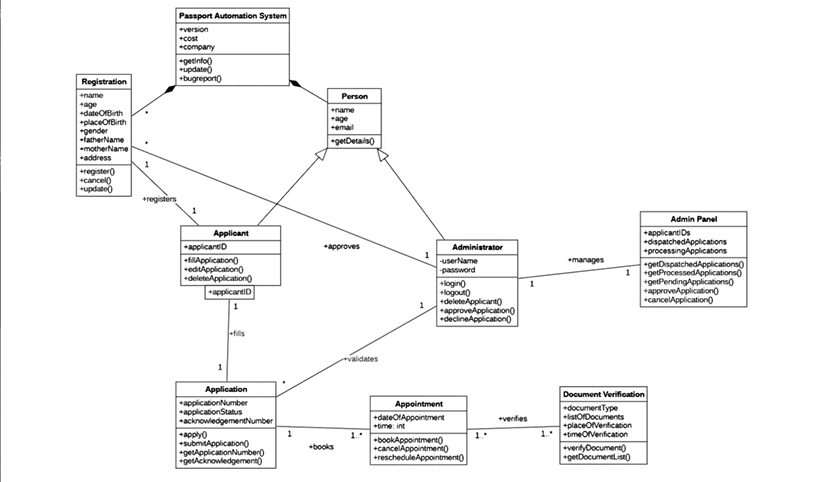 Passport Automation System
+version
+cost
+company
+getInfo()
+update()
+bugreport()
Registration
+name
+age
+dateOfBirth
+placeOfBirth
+gender
+fatherName
+motherName
+address
+register()
+cancel()
+update()
Person
+name
+age
+email
+getDetails()
*
*
1
+registers
1
Applicant
+applicantID
+fillApplication()
+editApplication()
+deleteApplication()
+applicantID
+approves
1
Administrator
-userName
-password
+login()
+logout()
+deleteApplicant()
+approveApplication()
+declineApplication()
+manages
1
1
Admin Panel
+applicantIDs
+dispatchedApplications
+processingApplications
+getDispatchedApplications()
+getProcessedApplications()
+getPendingApplications()
+approveApplication()
+cancelApplication()
1
+fills
1
1
+validates
*
Application
+applicationNumber
+applicationStatus
+acknowledgementNumber
+apply()
+submitApplication()
+getApplicationNumber()
+getAcknowledgement()
1
+books
1..*
Appointment
+dateOfAppointment
+time: int
+bookAppointment()
+cancelAppointment()
+rescheduleAppointment()
+verifies
1..*
1..*
Document Verification
+documentType
+listOfDocuments
+placeOfVerification
+timeOfVerification
+verifyDocument()
+getDocumentList()